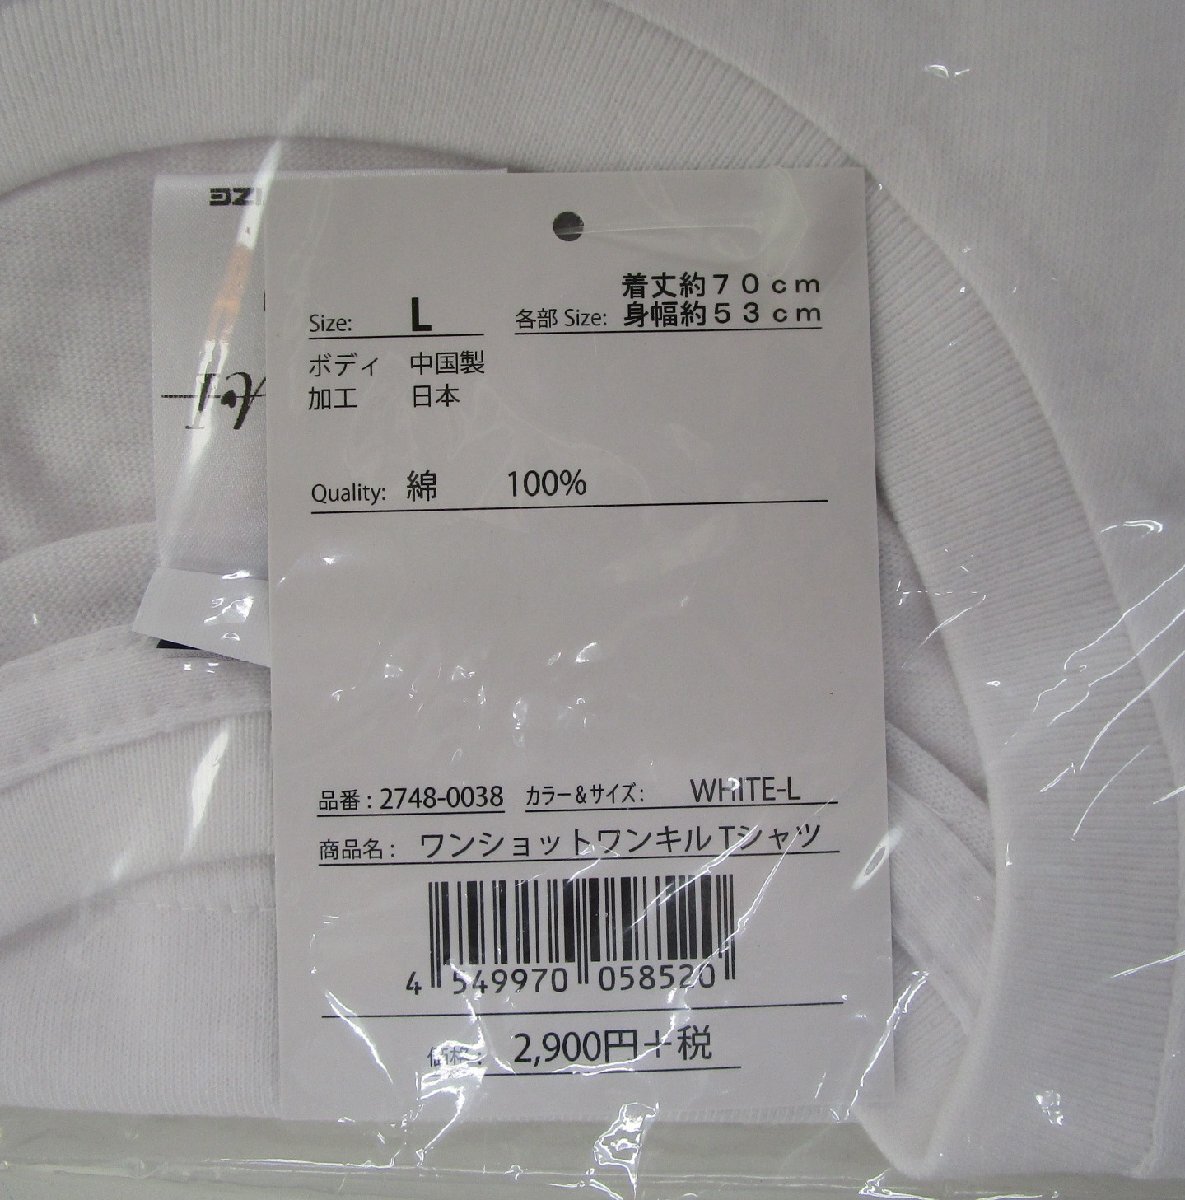 Size: L
各部 Size: 着丈約７０ｃｍ
身幅約５３ｃｍ
ボディ 中国製
加工 日本
Quality: 綿 100%
品番 : 2748-0038 カラー&サイズ: WHITE-L
商品名 : ワンショットワンキルTシャツ
4 549970 058520
価格 : 2,900円+税